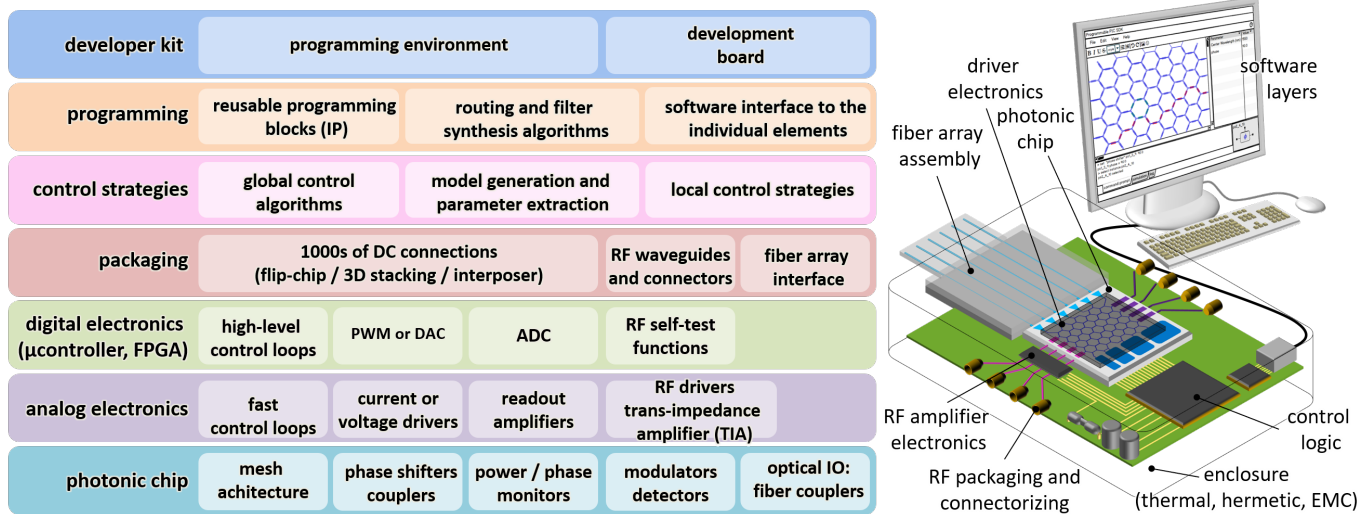 developer kit
programming environment
development
board
programming
reusable programming
blocks (IP)
routing and filter
synthesis algorithms
software interface to the
individual elements
control strategies
global control
algorithms
model generation and
parameter extraction
local control strategies
packaging
1000s of DC connections
(flip-chip / 3D stacking / interposer)
RF waveguides
and connectors
fiber array
interface
digital electronics
(μcontroller, FPGA)
high-level
control loops
PWM or DAC
ADC
RF self-test
functions
analog electronics
fast
control loops
current or
voltage drivers
readout
amplifiers
RF drivers
trans-impedance
amplifier (TIA)
photonic chip
mesh
achitecture
phase shifters
couplers
power / phase
monitors
modulators
detectors
optical IO:
fiber couplers
driver
electronics
photonic
chip
fiber array
assembly
software
layers
File Edit View Help
RF amplifier
electronics
RF packaging and
connectorizing
control
logic
enclosure
(thermal, hermetic, EMC)